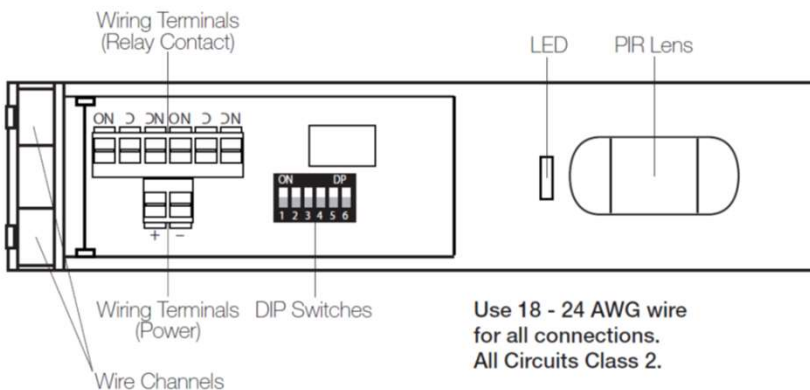 Wiring Terminals
(Relay Contact)
LED
PIR Lens
NO C NC NO C NC
ON DP
1 2 3 4 5 6
+ −
Wiring Terminals
(Power)
DIP Switches
Use 18 - 24 AWG wire
for all connections.
All Circuits Class 2.
Wire Channels